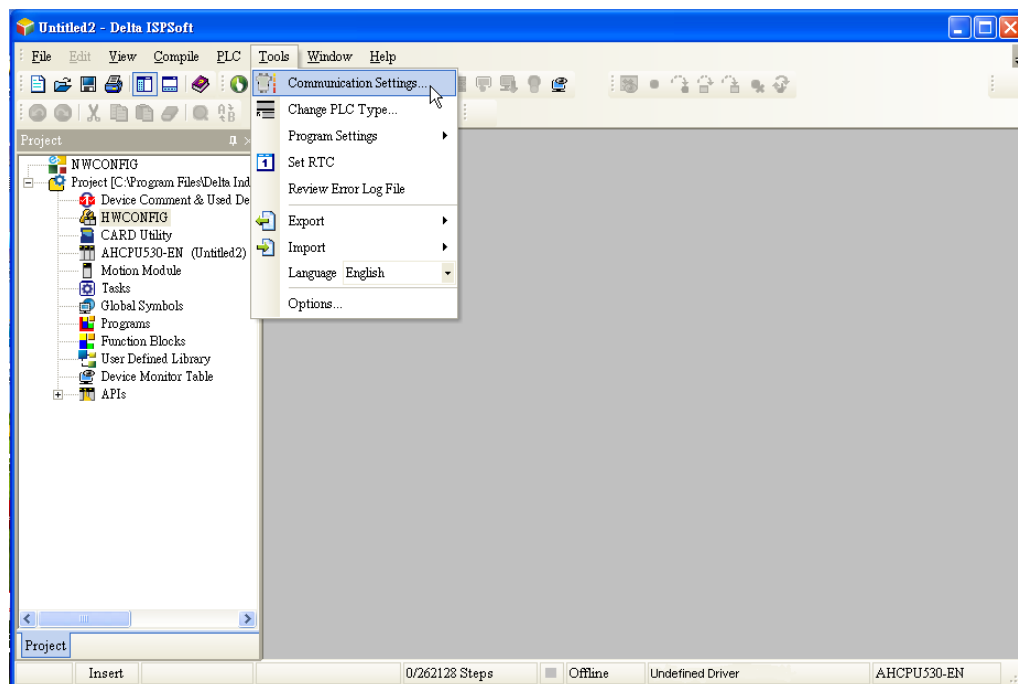 Untitled2 - Delta ISPSoft
File Edit View Compile PLC Tools Window Help
Communication Settings...
Change PLC Type...
Program Settings
Set RTC
Review Error Log File
Export
Import
Language English
Options...
Project
NWCONFIG
Project [C:\Program Files\Delta Ind
Device Comment & Used De
HWCONFIG
CARD Utility
AHCPU530-EN (Untitled2)
Motion Module
Tasks
Global Symbols
Programs
Function Blocks
User Defined Library
Device Monitor Table
APIs
Project
Insert 0/262128 Steps Offline Undefined Driver AHCPU530-EN